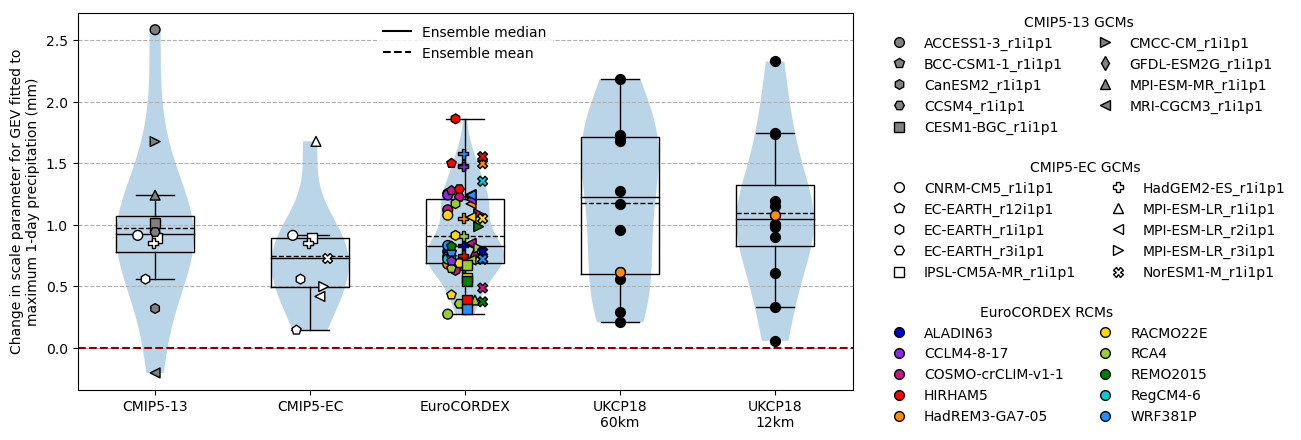 Change in scale parameter for GEV fitted to
maximum 1-day precipitation (mm)
2.5
2.0
1.5
1.0
0.5
0.0
Ensemble median
Ensemble mean
CMIP5-13
CMIP5-EC
EuroCORDEX
UKCP18
60km
UKCP18
12km
CMIP5-13 GCMs
ACCESS1-3_r1i1p1
BCC-CSM1-1_r1i1p1
CanESM2_r1i1p1
CCSM4_r1i1p1
CESM1-BGC_r1i1p1
CMCC-CM_r1i1p1
GFDL-ESM2G_r1i1p1
MPI-ESM-MR_r1i1p1
MRI-CGCM3_r1i1p1
CMIP5-EC GCMs
CNRM-CM5_r1i1p1
EC-EARTH_r12i1p1
EC-EARTH_r1i1p1
EC-EARTH_r3i1p1
IPSL-CM5A-MR_r1i1p1
HadGEM2-ES_r1i1p1
MPI-ESM-LR_r1i1p1
MPI-ESM-LR_r2i1p1
MPI-ESM-LR_r3i1p1
NorESM1-M_r1i1p1
EuroCORDEX RCMs
ALADIN63
CCLM4-8-17
COSMO-crCLIM-v1-1
HIRHAM5
HadREM3-GA7-05
RACMO22E
RCA4
REMO2015
RegCM4-6
WRF381P